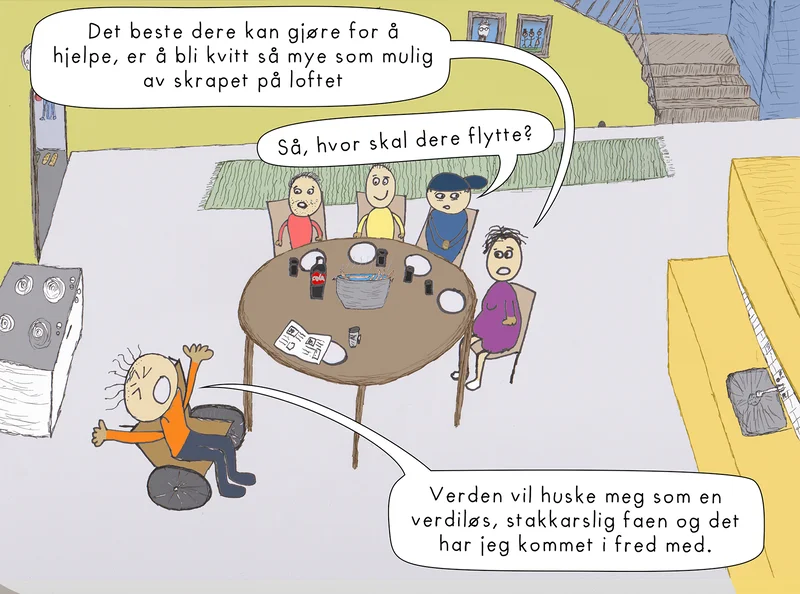 Det beste dere kan gjøre for å
hjelpe, er å bli kvitt så mye som mulig
av skrapet på loftet
Så, hvor skal dere flytte?
Verden vil huske meg som en
verdiløs, stakkarslig faen og det
har jeg kommet i fred med.